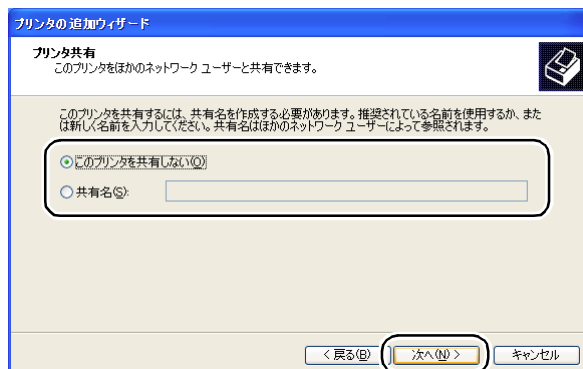 プリンタの追加ウィザード
プリンタ共有
このプリンタをほかのネットワーク ユーザーと共有できます。
このプリンタを共有するには、共有名を作成する必要があります。推奨されている名前を使用するか、また
は新しく名前を入力してください。共有名はほかのネットワーク ユーザーによって参照されます。
このプリンタを共有しない(O)
共有名(S):
< 戻る(B)
次へ(N) >
キャンセル